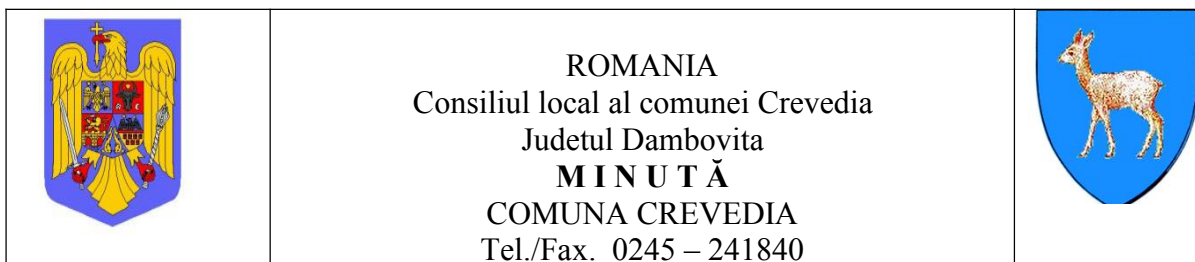 ROMANIA
Consiliul local al comunei Crevedia
Judetul Dambovita
M I N U T Ă
COMUNA CREVEDIA
Tel./Fax. 0245 – 241840